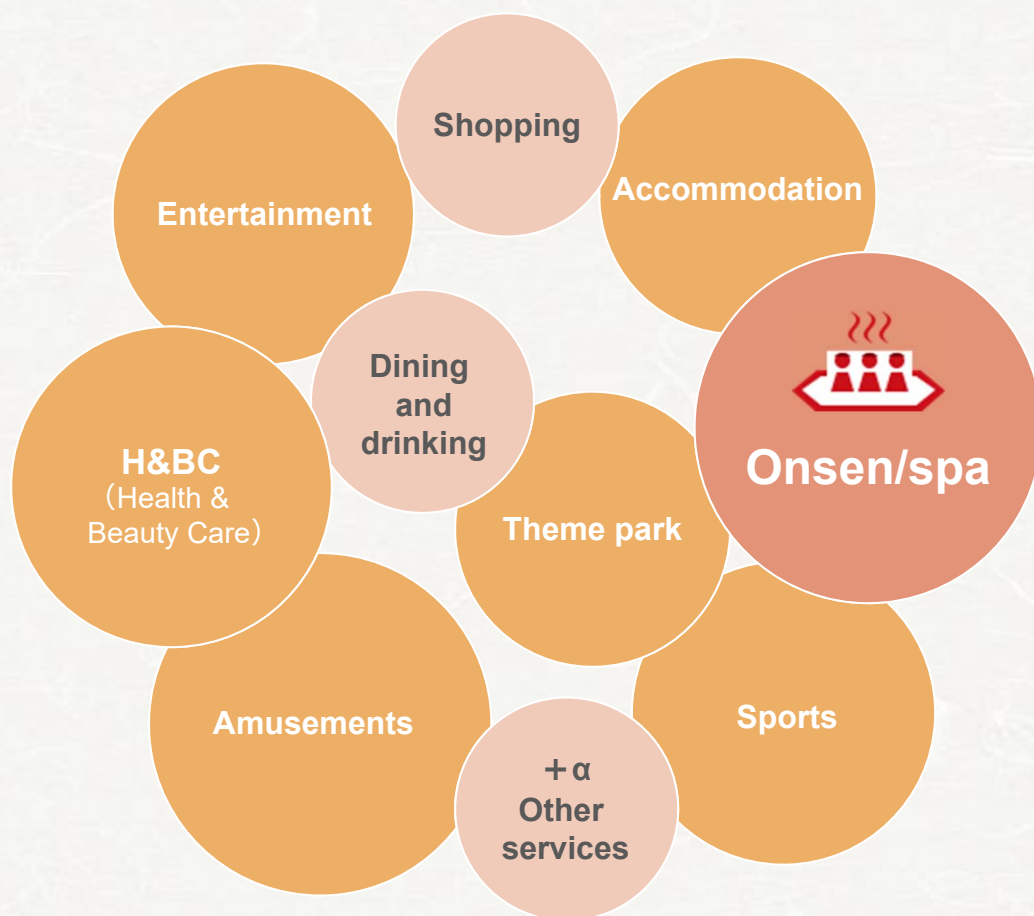 Shopping
Accommodation
Entertainment
Dining
and
drinking
Onsen/spa
H&BC
（Health &
Beauty Care）
Theme park
Amusements
Sports
＋α
Other
services